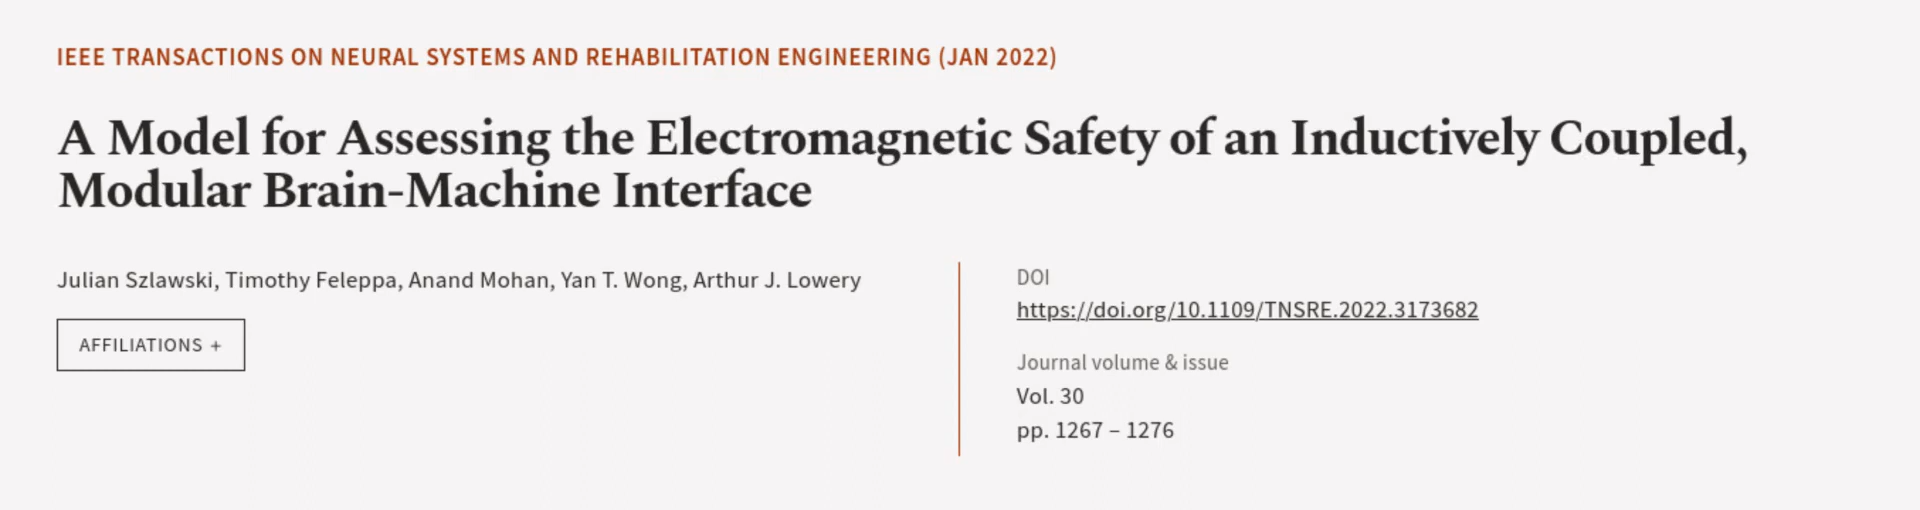 IEEE TRANSACTIONS ON NEURAL SYSTEMS AND REHABILITATION ENGINEERING (JAN 2022)
A Model for Assessing the Electromagnetic Safety of an Inductively Coupled,
Modular Brain-Machine Interface
Julian Szlawski, Timothy Feleppa, Anand Mohan, Yan T. Wong, Arthur J. Lowery
AFFILIATIONS +
DOI
https://doi.org/10.1109/TNSRE.2022.3173682
Journal volume & issue
Vol. 30
pp. 1267 – 1276